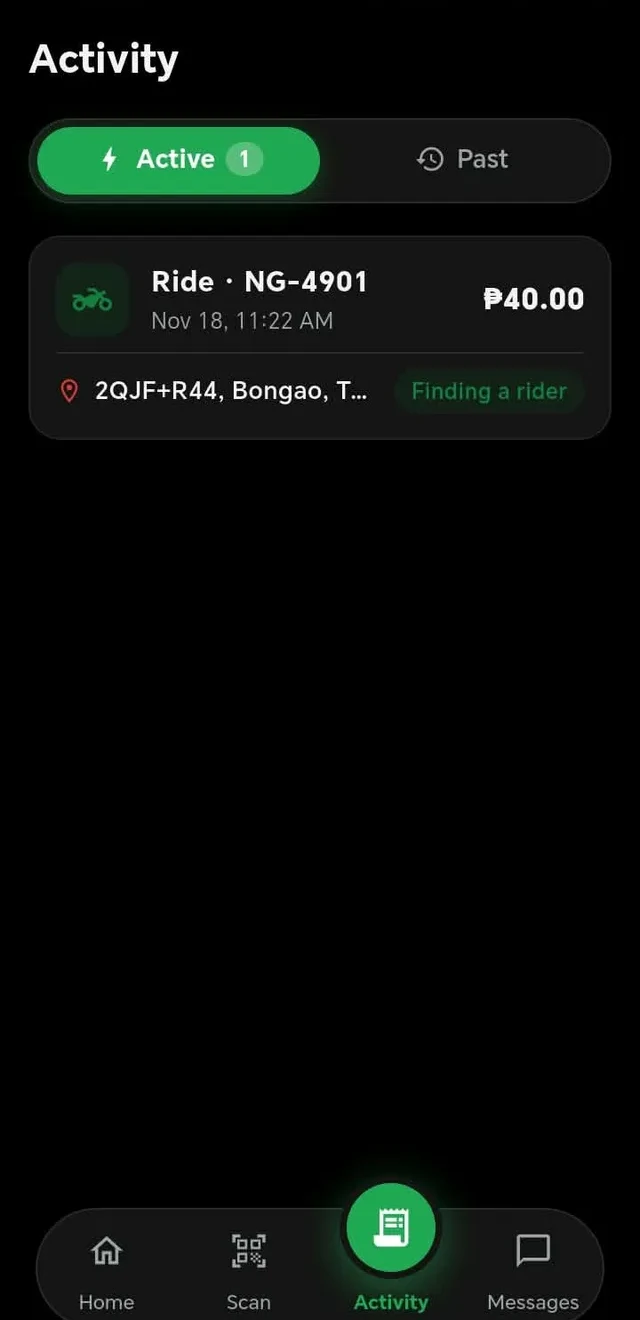 Activity
Active 1
Past
Ride · NG-4901
₱40.00
Nov 18, 11:22 AM
2QJF+R44, Bongao, T...
Finding a rider
Home
Scan
Activity
Messages